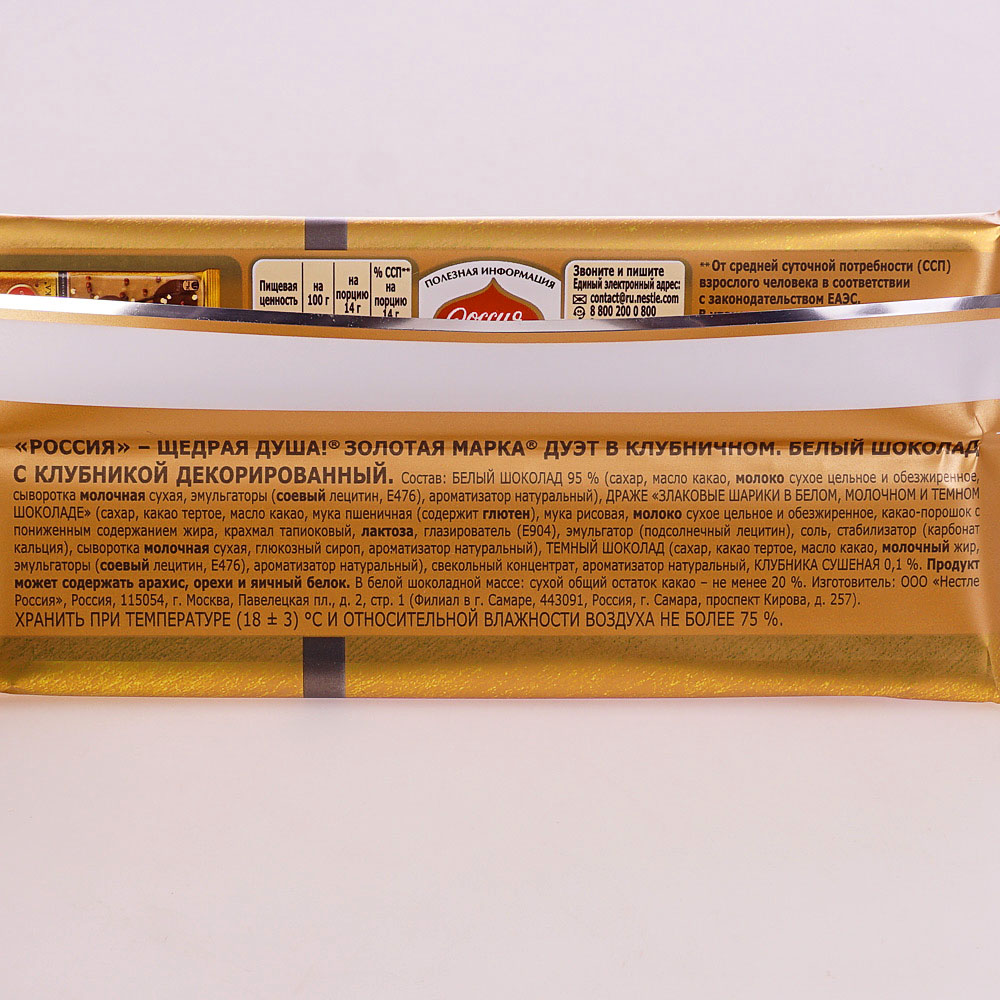 Пищевая ценность
на 100 г
на порцию 14 г
% ССП** на порцию 14 г
ПОЛЕЗНАЯ ИНФОРМАЦИЯ
Россия
Звоните и пишите
Единый электронный адрес:
contact@ru.nestle.com
8 800 200 0 800
**От средней суточной потребности (ССП)
взрослого человека в соответствии
с законодательством ЕАЭС.
«РОССИЯ» – ЩЕДРАЯ ДУША!® ЗОЛОТАЯ МАРКА® ДУЭТ В КЛУБНИЧНОМ. БЕЛЫЙ ШОКОЛАД
С КЛУБНИКОЙ ДЕКОРИРОВАННЫЙ. Состав: БЕЛЫЙ ШОКОЛАД 95 % (сахар, масло какао, молоко сухое цельное и обезжиренное,
сыворотка молочная сухая, эмульгаторы (соевый лецитин, Е476), ароматизатор натуральный), ДРАЖЕ «ЗЛАКОВЫЕ ШАРИКИ В БЕЛОМ, МОЛОЧНОМ И ТЕМНОМ
ШОКОЛАДЕ» (сахар, какао тертое, масло какао, мука пшеничная (содержит глютен), мука рисовая, молоко сухое цельное и обезжиренное, какао-порошок с
пониженным содержанием жира, крахмал тапиоковый, лактоза, глазирователь (Е904), эмульгатор (подсолнечный лецитин), соль, стабилизатор (карбонат
кальция), сыворотка молочная сухая, глюкозный сироп, ароматизатор натуральный), ТЕМНЫЙ ШОКОЛАД (сахар, какао тертое, масло какао, молочный жир,
эмульгаторы (соевый лецитин, Е476), ароматизатор натуральный), свекольный концентрат, ароматизатор натуральный, КЛУБНИКА СУШЕНАЯ 0,1 %. Продукт
может содержать арахис, орехи и яичный белок. В белой шоколадной массе: сухой общий остаток какао – не менее 20 %. Изготовитель: ООО «Нестле
Россия», Россия, 115054, г. Москва, Павелецкая пл., д. 2, стр. 1 (Филиал в г. Самаре, 443091, Россия, г. Самара, проспект Кирова, д. 257).
ХРАНИТЬ ПРИ ТЕМПЕРАТУРЕ (18 ± 3) °С И ОТНОСИТЕЛЬНОЙ ВЛАЖНОСТИ ВОЗДУХА НЕ БОЛЕЕ 75 %.